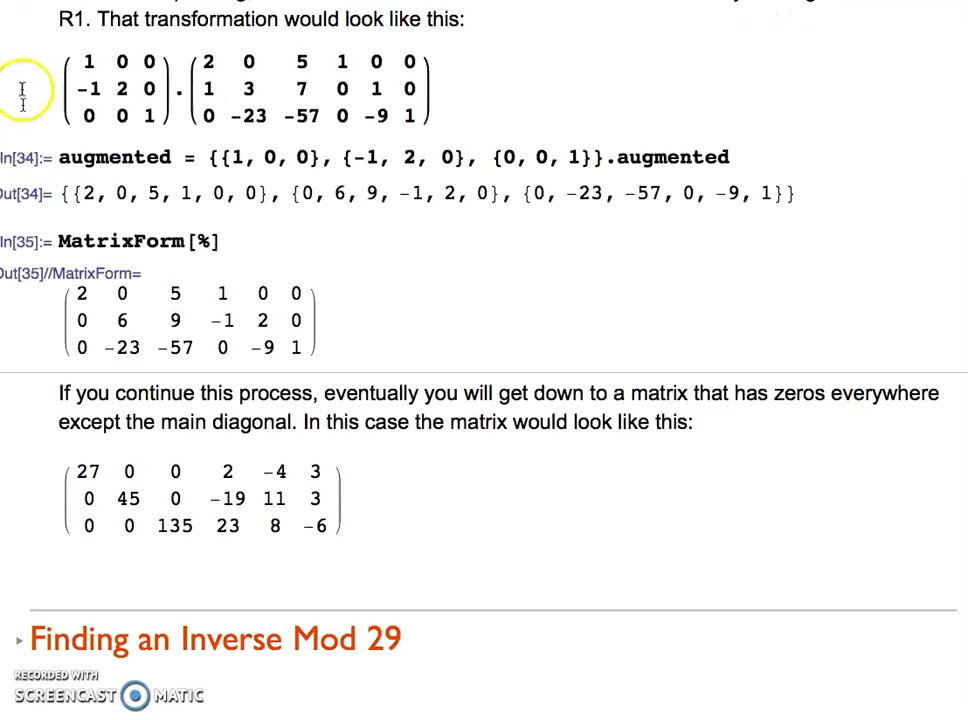 R1. That transformation would look like this:
1 0 0   2 0 5 1 0 0
-1 2 0 . 1 3 7 0 1 0
0 0 1   0 -23 -57 0 -9 1
In[34]:= augmented = {{1, 0, 0}, {-1, 2, 0}, {0, 0, 1}}.augmented
Out[34]= {{2, 0, 5, 1, 0, 0}, {0, 6, 9, -1, 2, 0}, {0, -23, -57, 0, -9, 1}}
In[35]:= MatrixForm[%]
Out[35]//MatrixForm=
2 0 5 1 0 0
0 6 9 -1 2 0
0 -23 -57 0 -9 1
If you continue this process, eventually you will get down to a matrix that has zeros everywhere
except the main diagonal. In this case the matrix would look like this:
27 0 0 2 -4 3
0 45 0 -19 11 3
0 0 135 23 8 -6
Finding an Inverse Mod 29
RECORDED WITH
SCREENCAST MATIC